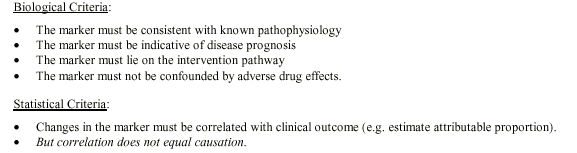 Biological Criteria:
• The marker must be consistent with known pathophysiology
• The marker must be indicative of disease prognosis
• The marker must lie on the intervention pathway
• The marker must not be confounded by adverse drug effects.
Statistical Criteria:
• Changes in the marker must be correlated with clinical outcome (e.g. estimate attributable proportion).
• But correlation does not equal causation.